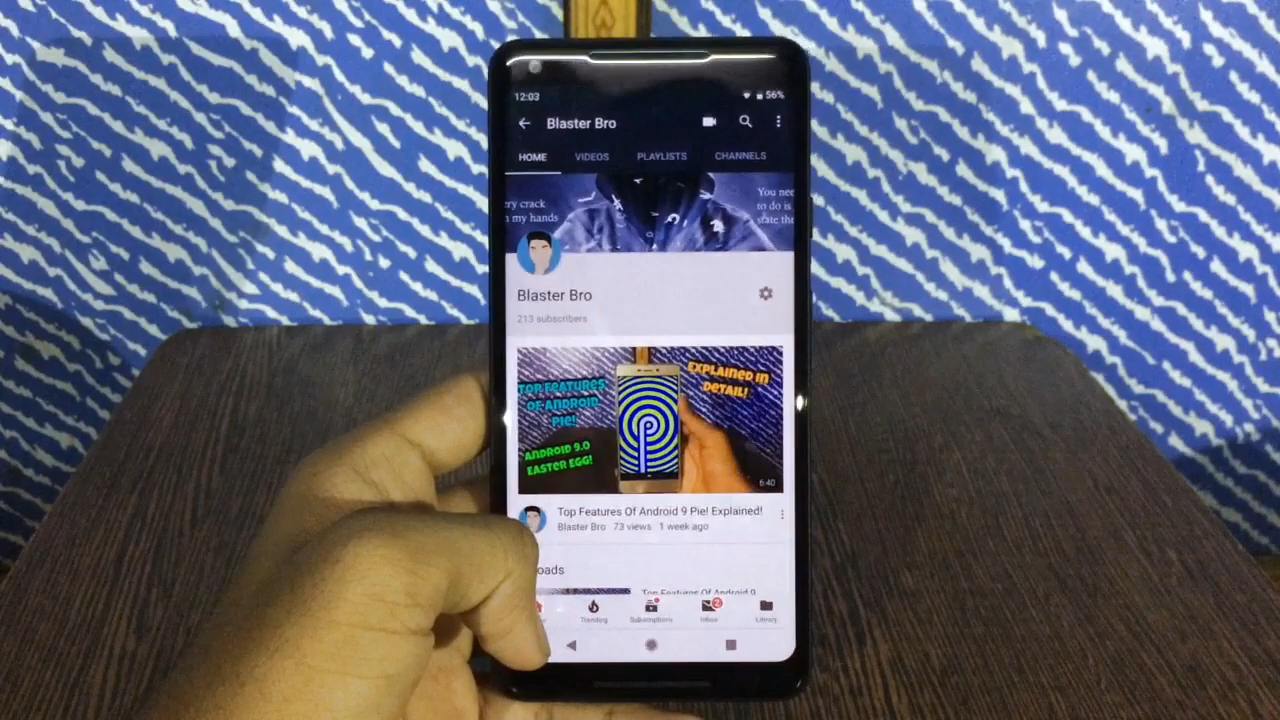 12:03 56%
Blaster Bro
HOME VIDEOS PLAYLISTS CHANNELS
ery crack
my hands
You nee
to do is
state the
Blaster Bro
213 subscribers
TOP FEATURES
OF ANDROID
PIE!
EXPLAINED IN
DETAIL!
ANDROID 9.0
EASTER EGG!
6:40
Top Features Of Android 9 Pie! Explained!
Blaster Bro 73 views 1 week ago
oads
Top Features Of Android 9
Trending Subscriptions Inbox 2 Library